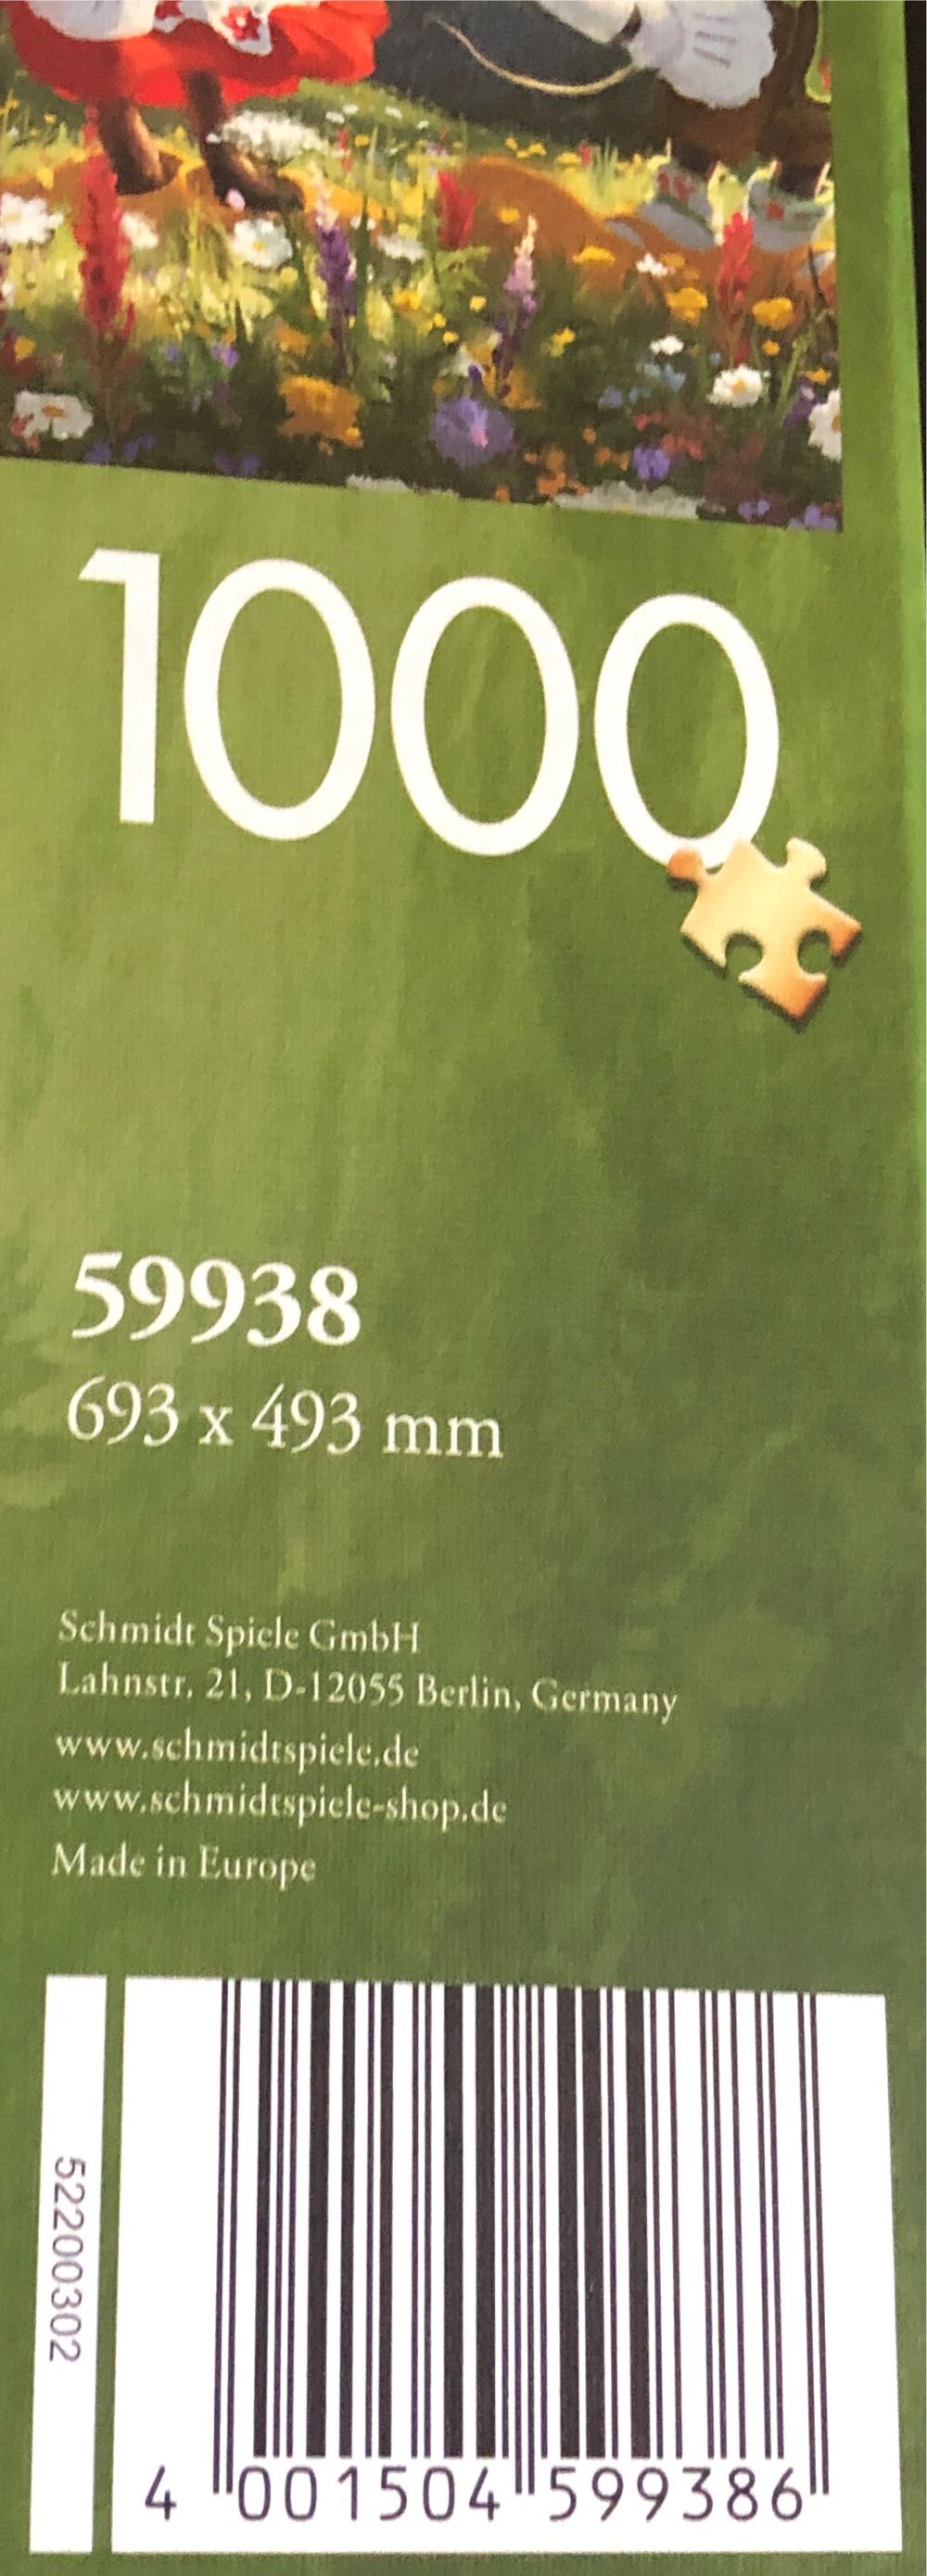 1000
59938
693 x 493 mm
Schmidt Spiele GmbH
Lahnstr. 21, D-12055 Berlin, Germany
www.schmidtspiele.de
www.schmidtspiele-shop.de
Made in Europe
52200302
4 001504 599386